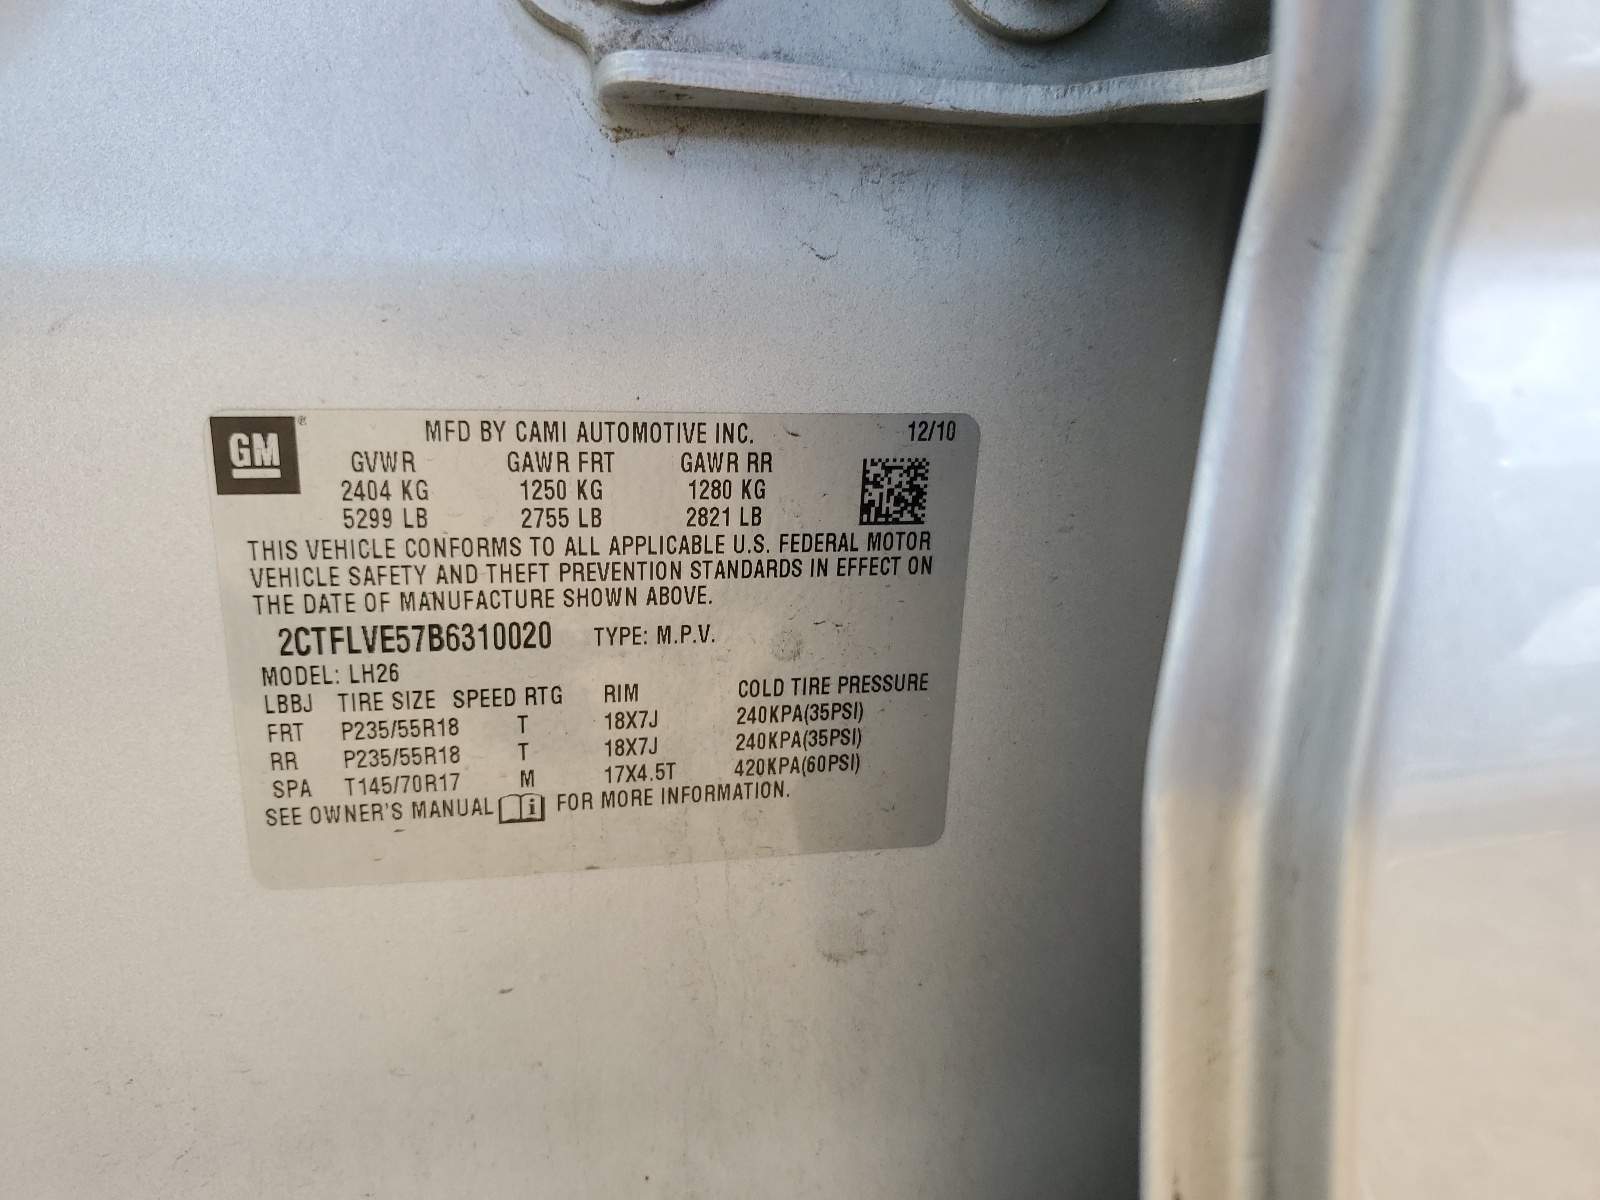 GM ®
MFD BY CAMI AUTOMOTIVE INC. 12/10
GVWR GAWR FRT GAWR RR
2404 KG 1250 KG 1280 KG
5299 LB 2755 LB 2821 LB
THIS VEHICLE CONFORMS TO ALL APPLICABLE U.S. FEDERAL MOTOR
VEHICLE SAFETY AND THEFT PREVENTION STANDARDS IN EFFECT ON
THE DATE OF MANUFACTURE SHOWN ABOVE.
2CTFLVE57B6310020 TYPE: M.P.V.
MODEL: LH26
LBBJ TIRE SIZE SPEED RTG RIM COLD TIRE PRESSURE
FRT P235/55R18 T 18X7J 240KPA(35PSI)
RR P235/55R18 T 18X7J 240KPA(35PSI)
SPA T145/70R17 M 17X4.5T 420KPA(60PSI)
SEE OWNER'S MANUAL i FOR MORE INFORMATION.